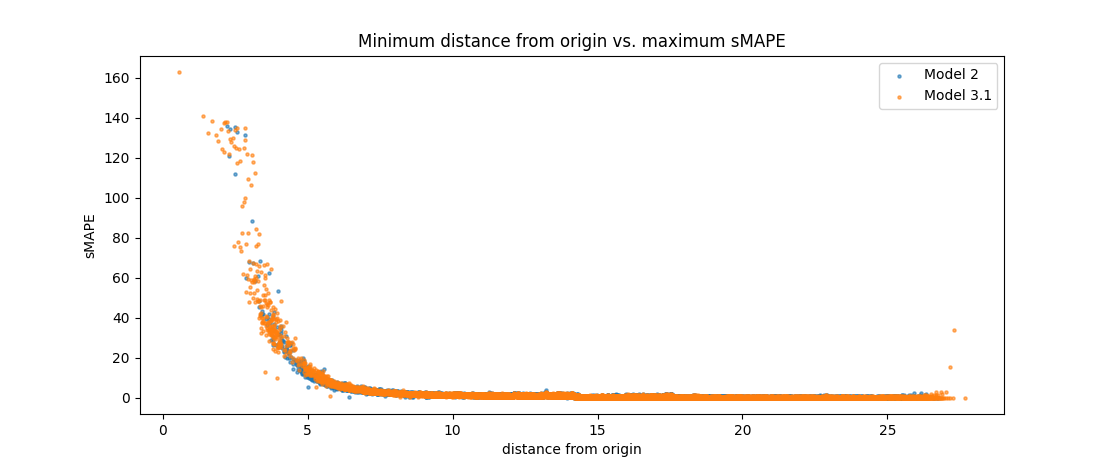 Minimum distance from origin vs. maximum sMAPE
Model 2
Model 3.1
160
140
120
100
80
60
40
20
0
sMAPE
0 5 10 15 20 25
distance from origin